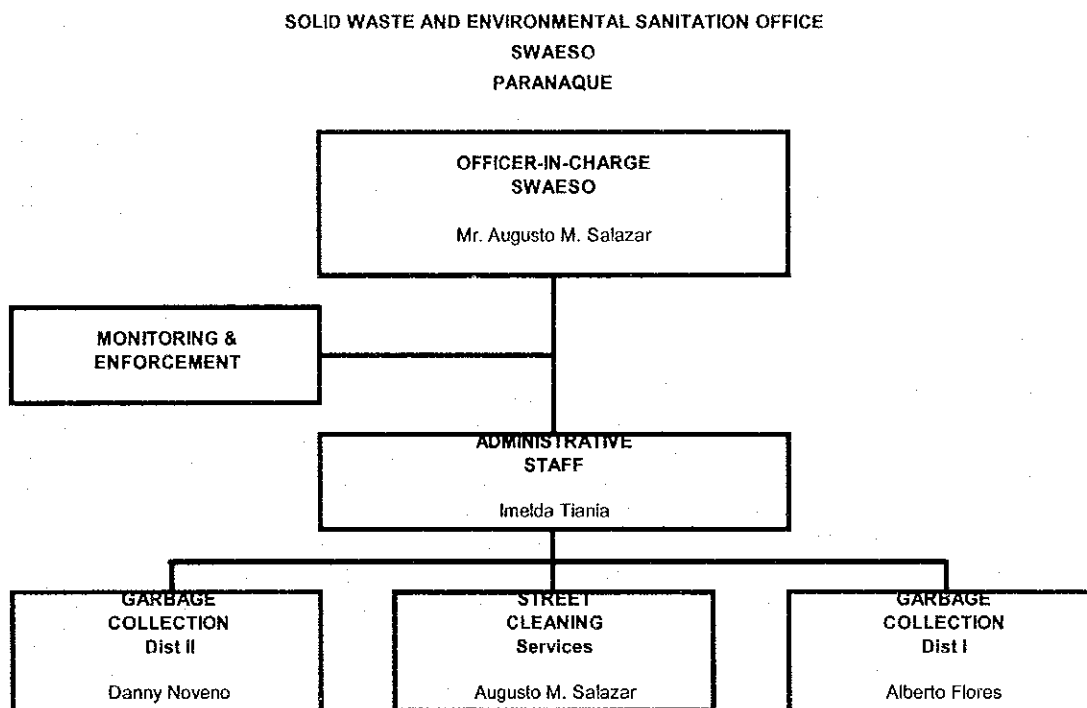 SOLID WASTE AND ENVIRONMENTAL SANITATION OFFICE
SWAESO
PARANAQUE
OFFICER-IN-CHARGE
SWAESO
Mr. Augusto M. Salazar
MONITORING &
ENFORCEMENT
ADMINISTRATIVE
STAFF
Imelda Tiania
GARBAGE
COLLECTION
Dist II
Danny Noveno
STREET
CLEANING
Services
Augusto M. Salazar
GARBAGE
COLLECTION
Dist I
Alberto Flores